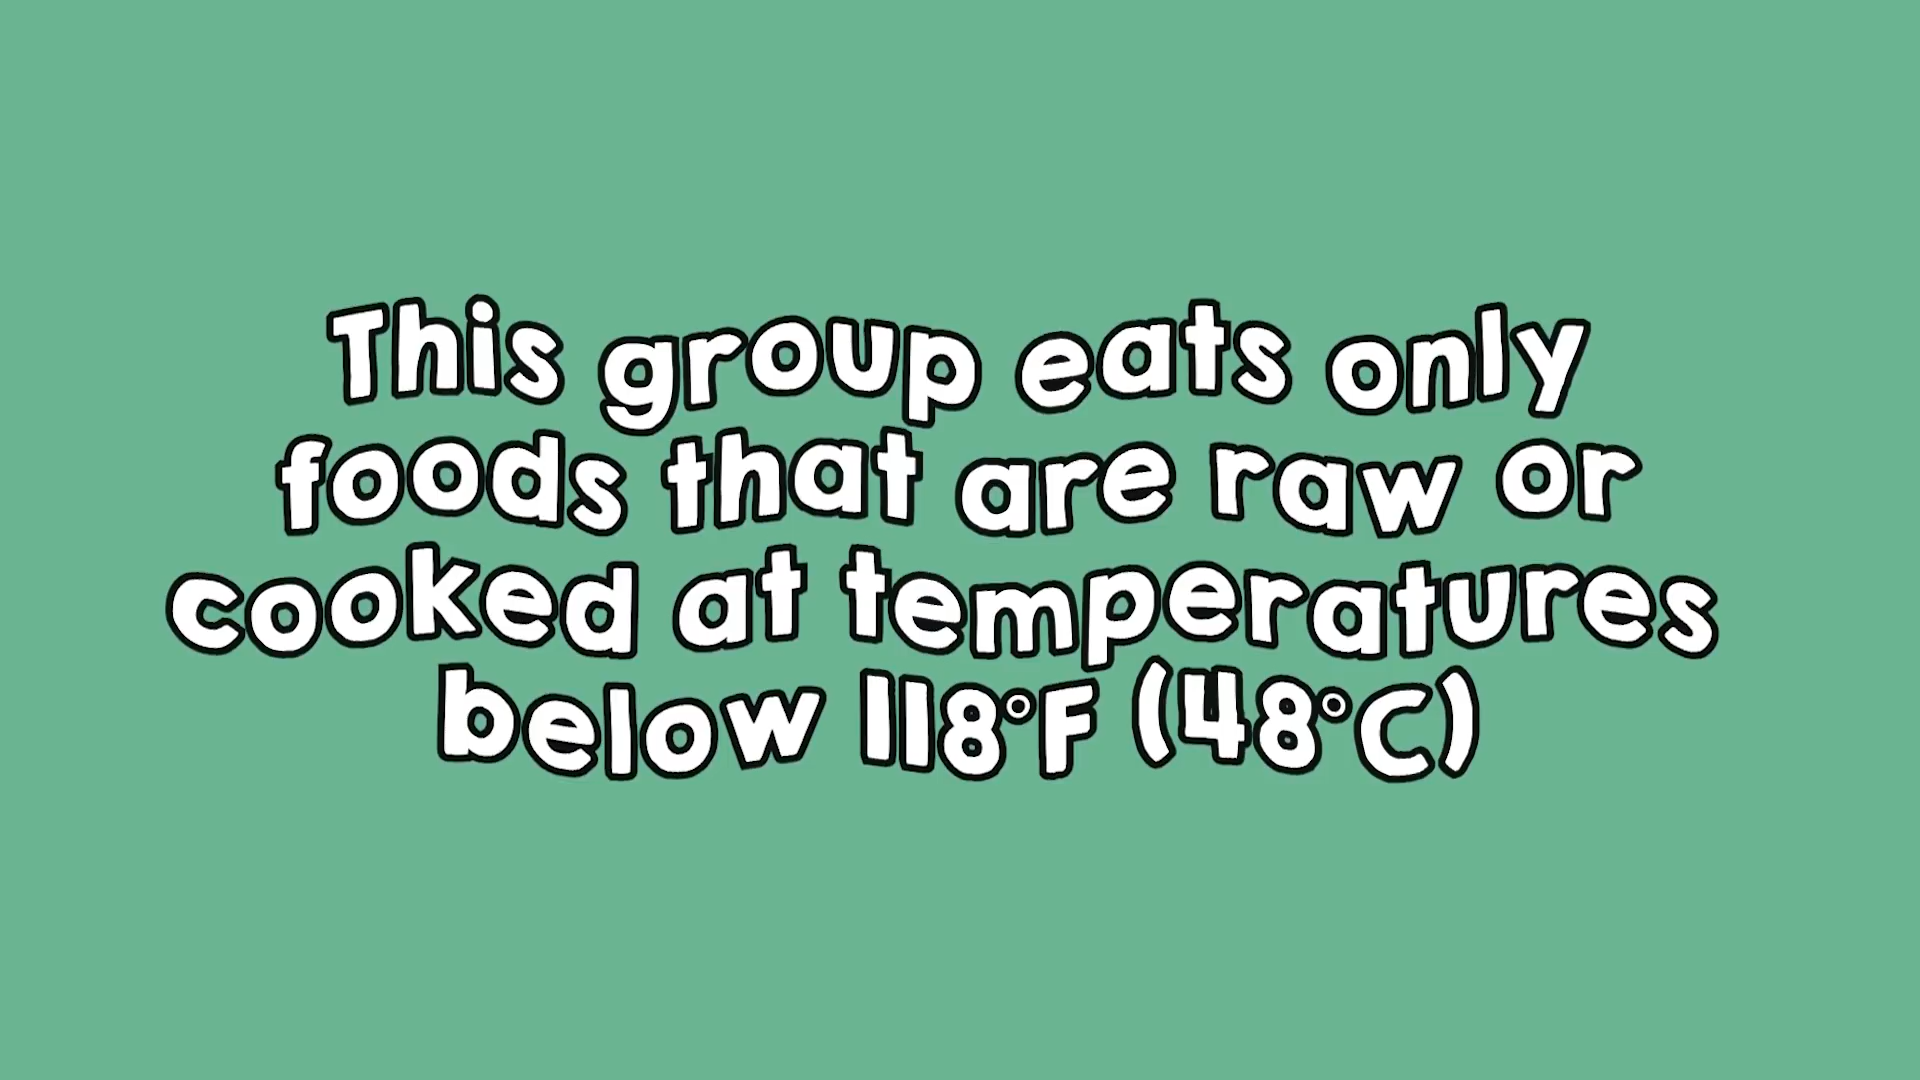 This group eats only
foods that are raw or
cooked at temperatures
below 118°F (48°C)